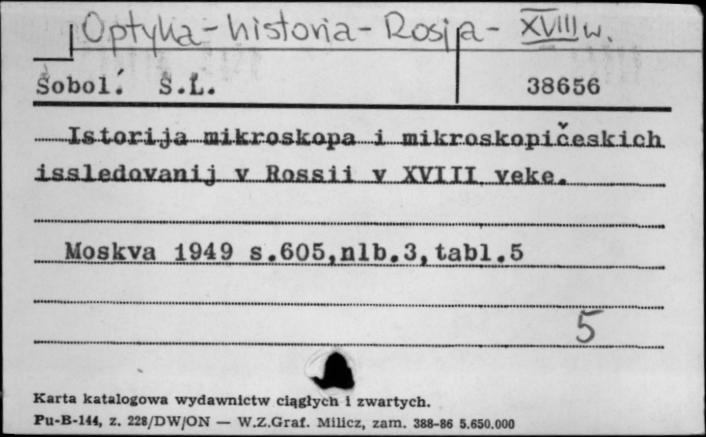 Optyka - historia - Rosja - XVIII w.
Sobol.' S.L. 38656
Istorija mikroskopa i mikroskopičeskich
issledovanij v Rossii v XVIII veke.
Moskva 1949 s.605,nlb.3,tabl.5
5
Karta katalogowa wydawnictw ciągłych i zwartych.
Pu-B-144, z. 228/DW/ON — W.Z.Graf. Milicz, zam. 388-86 5.650.000